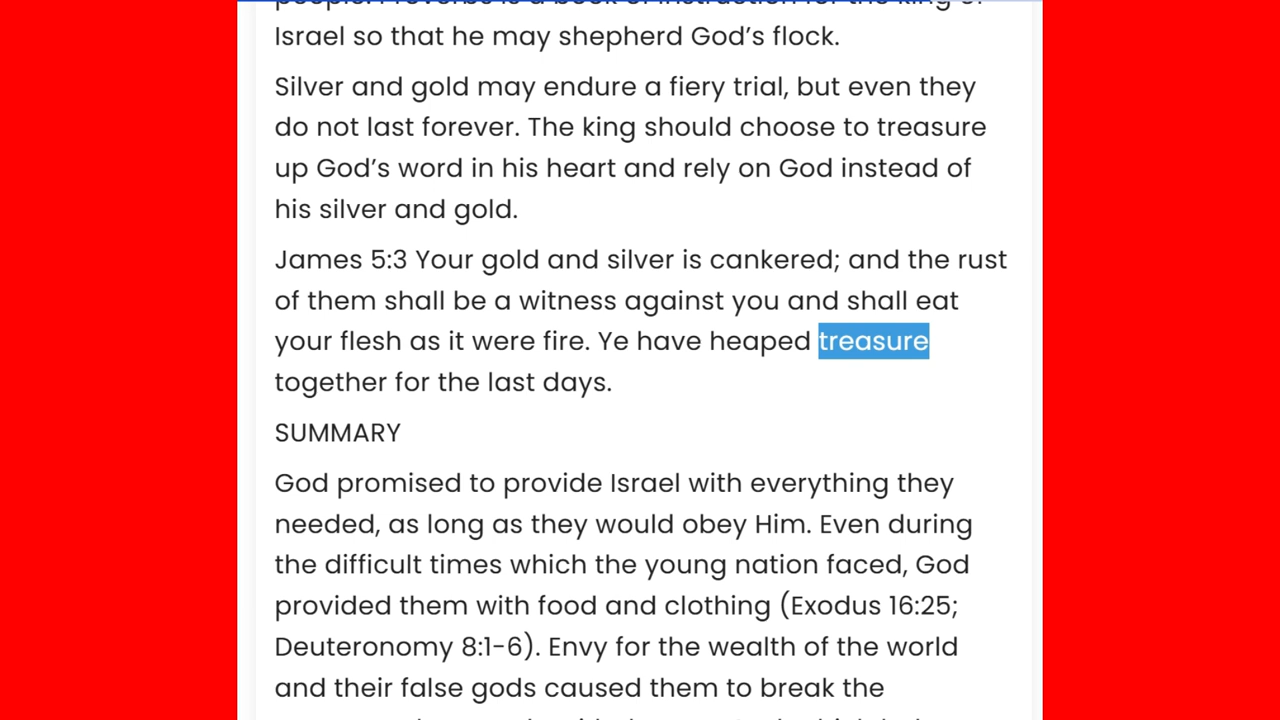 Israel so that he may shepherd God's flock.
Silver and gold may endure a fiery trial, but even they
do not last forever. The king should choose to treasure
up God's word in his heart and rely on God instead of
his silver and gold.
James 5:3 Your gold and silver is cankered; and the rust
of them shall be a witness against you and shall eat
your flesh as it were fire. Ye have heaped treasure
together for the last days.
SUMMARY
God promised to provide Israel with everything they
needed, as long as they would obey Him. Even during
the difficult times which the young nation faced, God
provided them with food and clothing (Exodus 16:25;
Deuteronomy 8:1-6). Envy for the wealth of the world
and their false gods caused them to break the